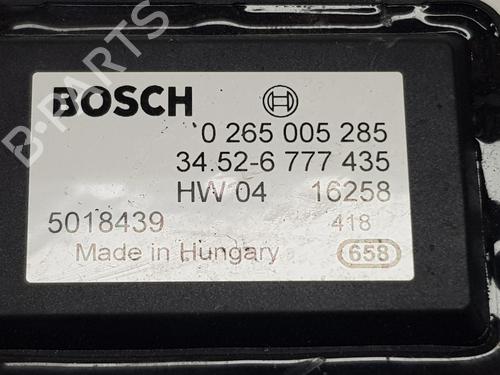 B-PARTS
BOSCH
0 265 005 285
34.52-6 777 435
HW 04 16258
5018439 418
Made in Hungary 658